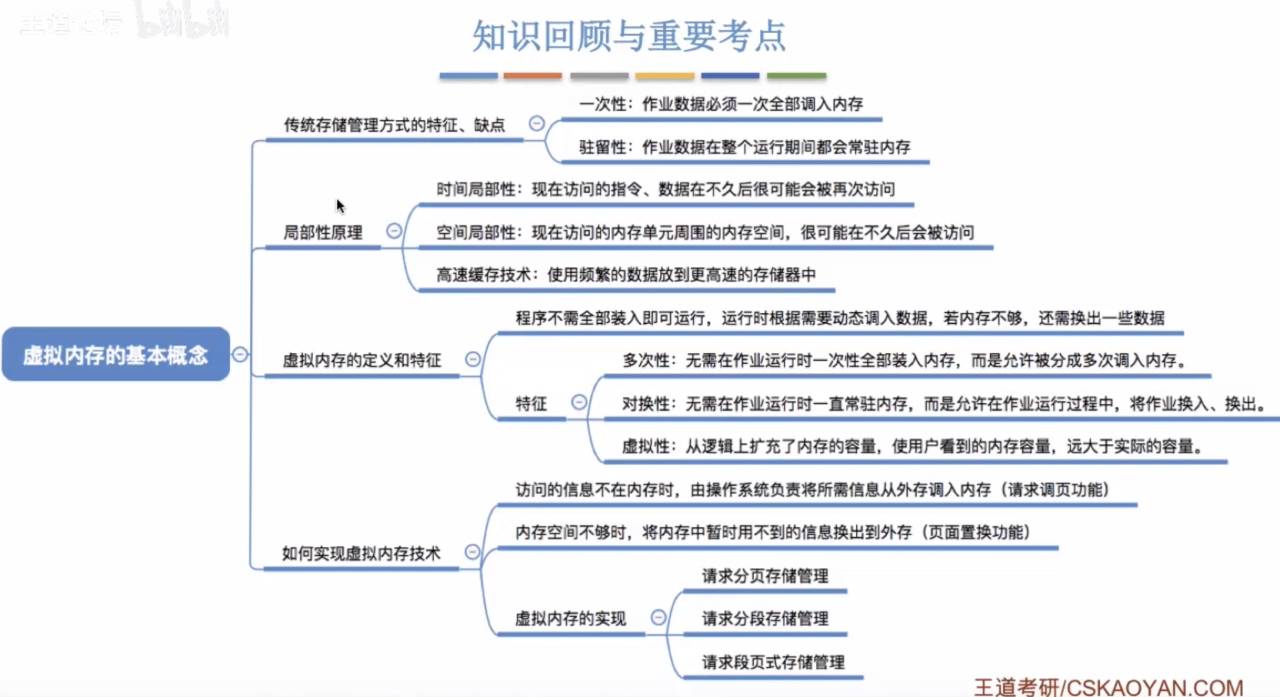 王道论坛 bilibili
知识回顾与重要考点
虚拟内存的基本概念
传统存储管理方式的特征、缺点
一次性：作业数据必须一次全部调入内存
驻留性：作业数据在整个运行期间都会常驻内存
局部性原理
时间局部性：现在访问的指令、数据在不久后很可能会被再次访问
空间局部性：现在访问的内存单元周围的内存空间，很可能在不久后会被访问
高速缓存技术：使用频繁的数据放到更高速的存储器中
虚拟内存的定义和特征
程序不需全部装入即可运行，运行时根据需要动态调入数据，若内存不够，还需换出一些数据
特征
多次性：无需在作业运行时一次性全部装入内存，而是允许被分成多次调入内存。
对换性：无需在作业运行时一直常驻内存，而是允许在作业运行过程中，将作业换入、换出。
虚拟性：从逻辑上扩充了内存的容量，使用户看到的内存容量，远大于实际的容量。
如何实现虚拟内存技术
访问的信息不在内存时，由操作系统负责将所需信息从外存调入内存（请求调页功能）
内存空间不够时，将内存中暂时用不到的信息换出到外存（页面置换功能）
虚拟内存的实现
请求分页存储管理
请求分段存储管理
请求段页式存储管理
王道考研/CSKAOYAN.COM